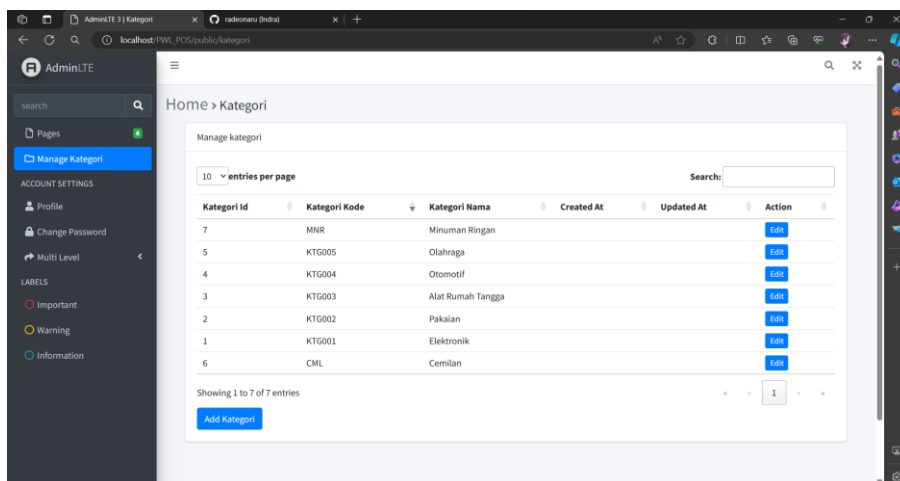 AdminLTE 3 | Kategori
radeonaru (Indra)
localhost/PWL_POS/public/kategori
AdminLTE
search
Pages 4
Manage Kategori
ACCOUNT SETTINGS
Profile
Change Password
Multi Level
LABELS
Important
Warning
Information
Home › Kategori
Manage kategori
10 entries per page
Search:
Kategori Id Kategori Kode Kategori Nama Created At Updated At Action
7 MNR Minuman Ringan Edit
5 KTG005 Olahraga Edit
4 KTG004 Otomotif Edit
3 KTG003 Alat Rumah Tangga Edit
2 KTG002 Pakaian Edit
1 KTG001 Elektronik Edit
6 CML Cemilan Edit
Showing 1 to 7 of 7 entries
« ‹ 1 › »
Add Kategori